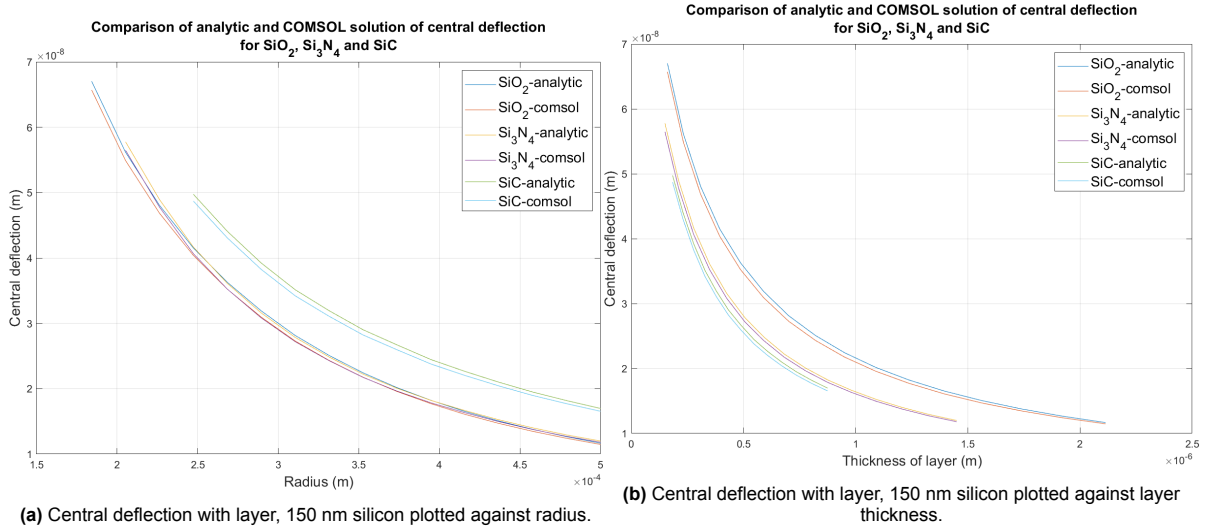 Comparison of analytic and COMSOL solution of central deflection
for SiO₂, Si₃N₄ and SiC
×10⁻⁸
7
6
5
4
3
2
1
Central deflection (m)
1.5 2 2.5 3 3.5 4 4.5 5
Radius (m)
×10⁻⁴
SiO₂-analytic
SiO₂-comsol
Si₃N₄-analytic
Si₃N₄-comsol
SiC-analytic
SiC-comsol
(a) Central deflection with layer, 150 nm silicon plotted against radius.
Comparison of analytic and COMSOL solution of central deflection
for SiO₂, Si₃N₄ and SiC
×10⁻⁸
7
6
5
4
3
2
1
Central deflection (m)
0 0.5 1 1.5 2 2.5
Thickness of layer (m)
×10⁻⁶
SiO₂-analytic
SiO₂-comsol
Si₃N₄-analytic
Si₃N₄-comsol
SiC-analytic
SiC-comsol
(b) Central deflection with layer, 150 nm silicon plotted against layer
thickness.